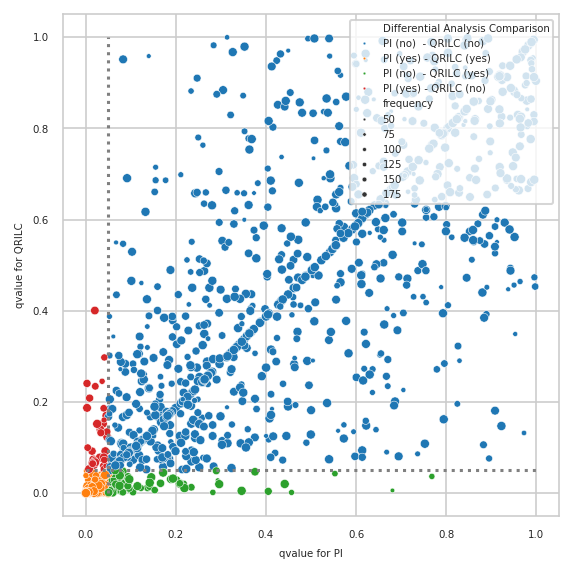 Differential Analysis Comparison
PI (no)  - QRILC (no)
PI (yes) - QRILC (yes)
PI (no)  - QRILC (yes)
PI (yes) - QRILC (no)
frequency
50
75
100
125
150
175
1.0
0.8
0.6
0.4
0.2
0.0
qvalue for QRILC
0.0 0.2 0.4 0.6 0.8 1.0
qvalue for PI